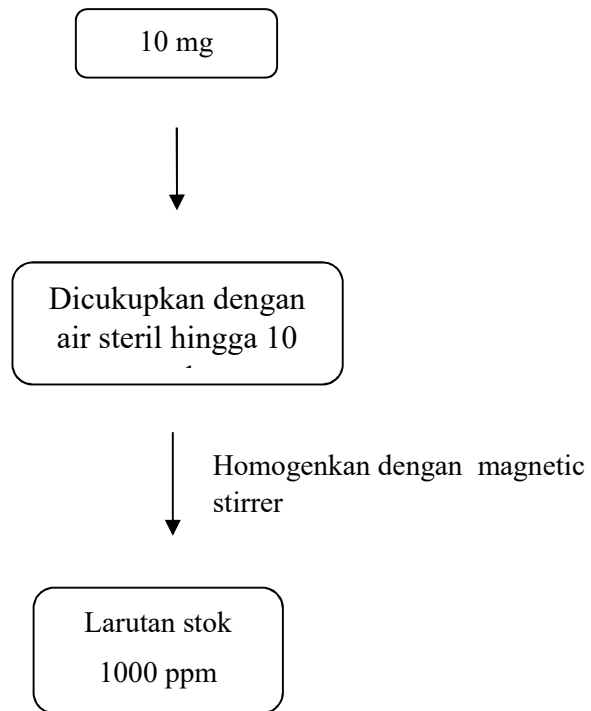 10 mg
Dicukupkan dengan
air steril hingga 10
Homogenkan dengan magnetic
stirrer
Larutan stok
1000 ppm